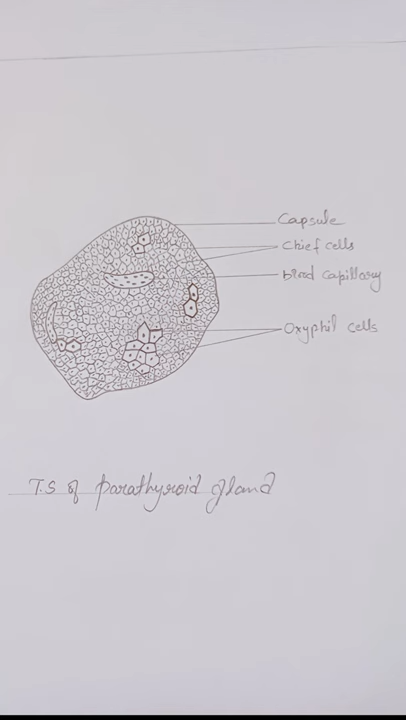 Capsule
Chief cells
Blood Capillary
Oxyphil cells
T.S of parathyroid gland